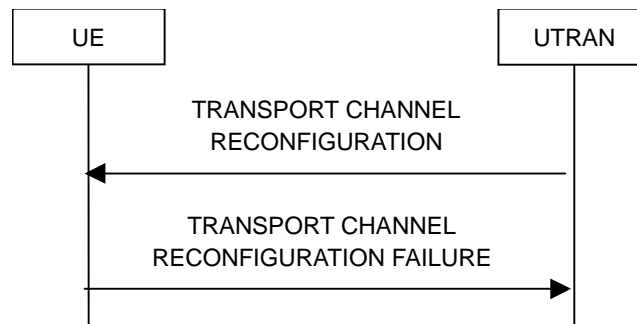 UE
UTRAN
TRANSPORT CHANNEL
RECONFIGURATION
TRANSPORT CHANNEL
RECONFIGURATION FAILURE